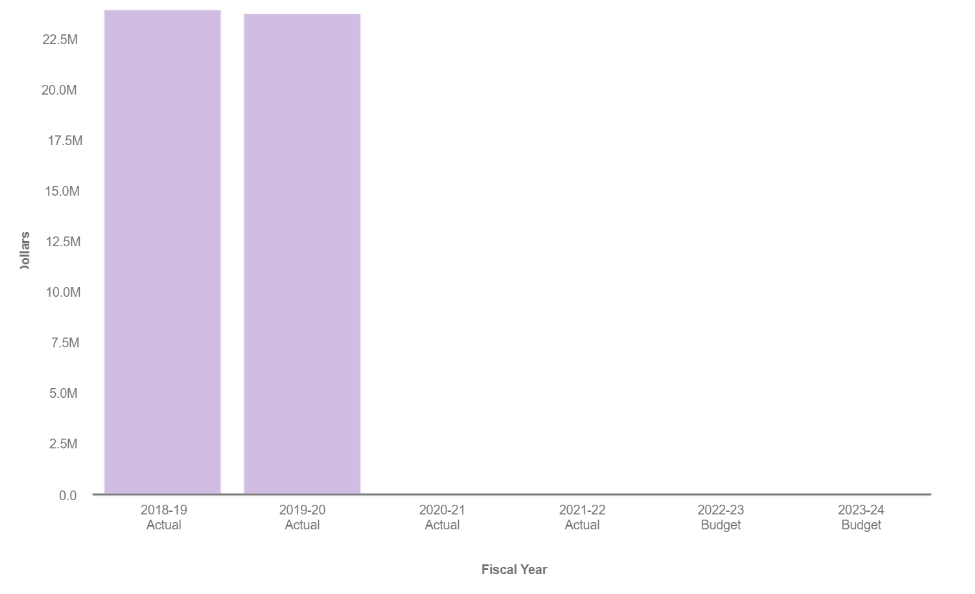 22.5M
20.0M
17.5M
15.0M
12.5M
10.0M
7.5M
5.0M
2.5M
0.0
Dollars
2018-19
Actual
2019-20
Actual
2020-21
Actual
2021-22
Actual
2022-23
Budget
2023-24
Budget
Fiscal Year